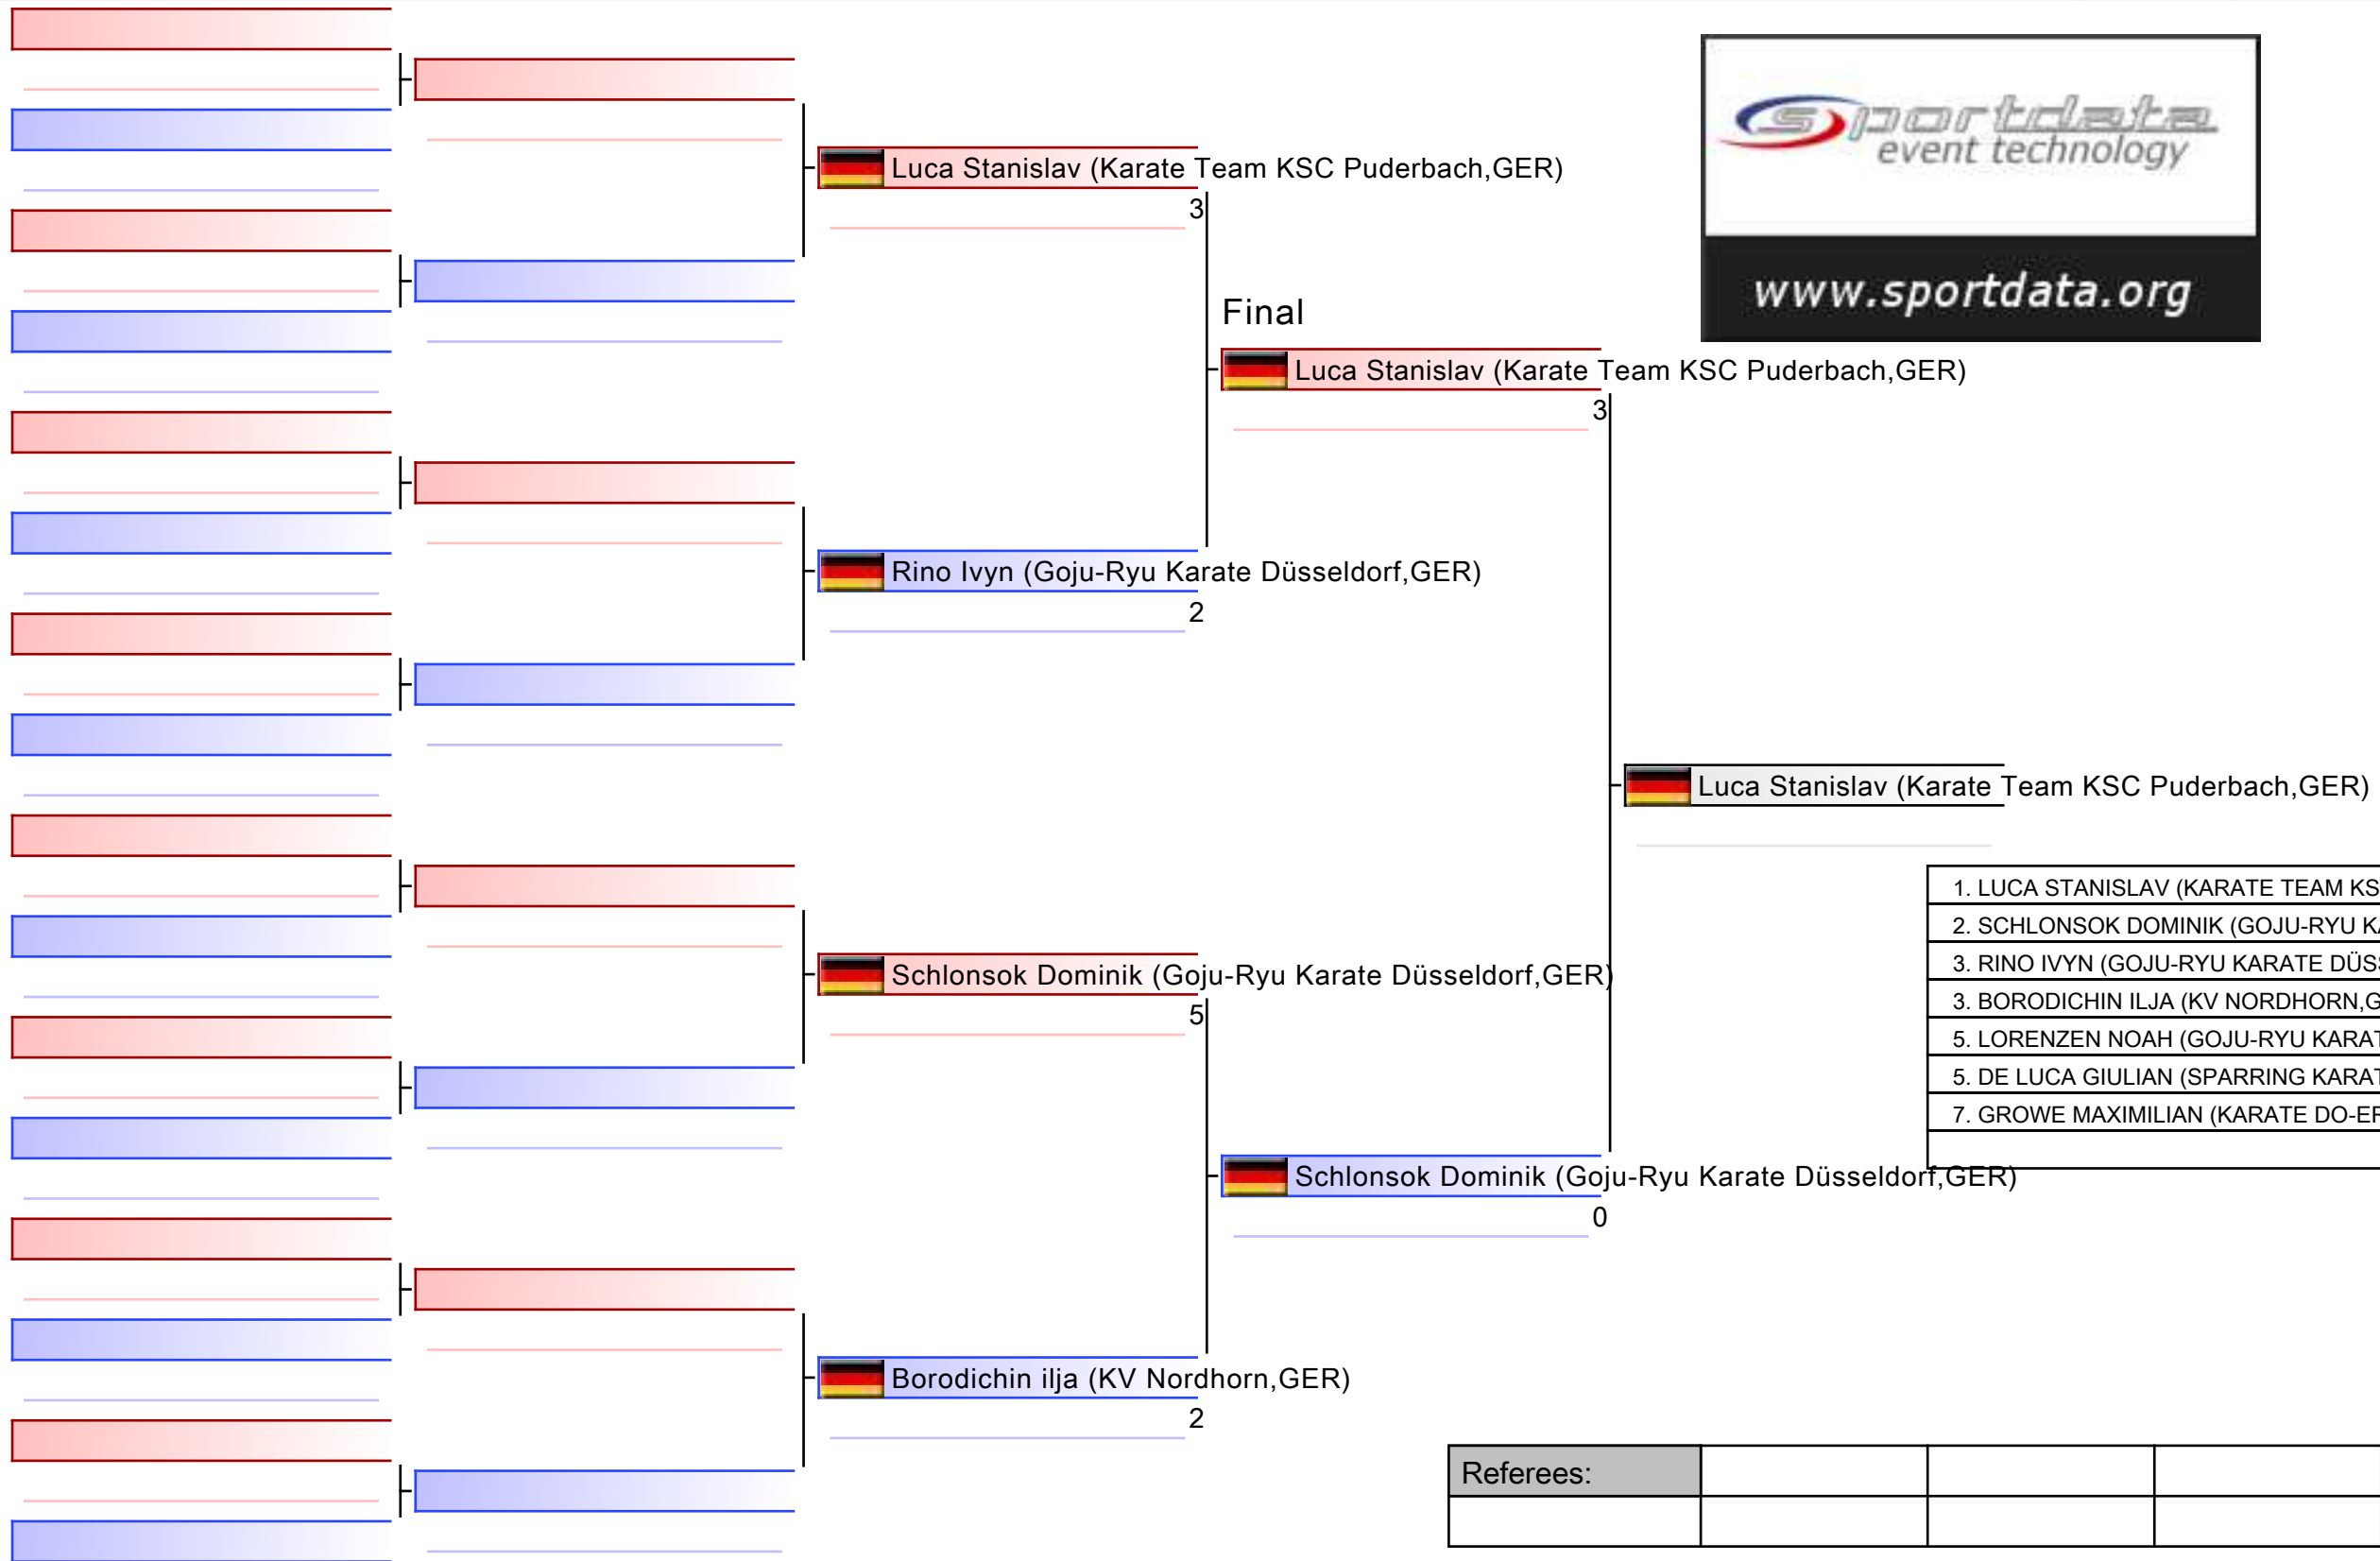 sportdata
event technology
www.sportdata.org
Luca Stanislav (Karate Team KSC Puderbach,GER)
3
Final
Luca Stanislav (Karate Team KSC Puderbach,GER)
3
Rino Ivyn (Goju-Ryu Karate Düsseldorf,GER)
2
Luca Stanislav (Karate Team KSC Puderbach,GER)
1. LUCA STANISLAV (KARATE TEAM KS
2. SCHLONSOK DOMINIK (GOJU-RYU KA
3. RINO IVYN (GOJU-RYU KARATE DÜS
3. BORODICHIN ILJA (KV NORDHORN,G
5. LORENZEN NOAH (GOJU-RYU KARAT
5. DE LUCA GIULIAN (SPARRING KARAT
7. GROWE MAXIMILIAN (KARATE DO-ER
Schlonsok Dominik (Goju-Ryu Karate Düsseldorf,GER)
5
Schlonsok Dominik (Goju-Ryu Karate Düsseldorf,GER)
0
Borodichin ilja (KV Nordhorn,GER)
2
Referees: